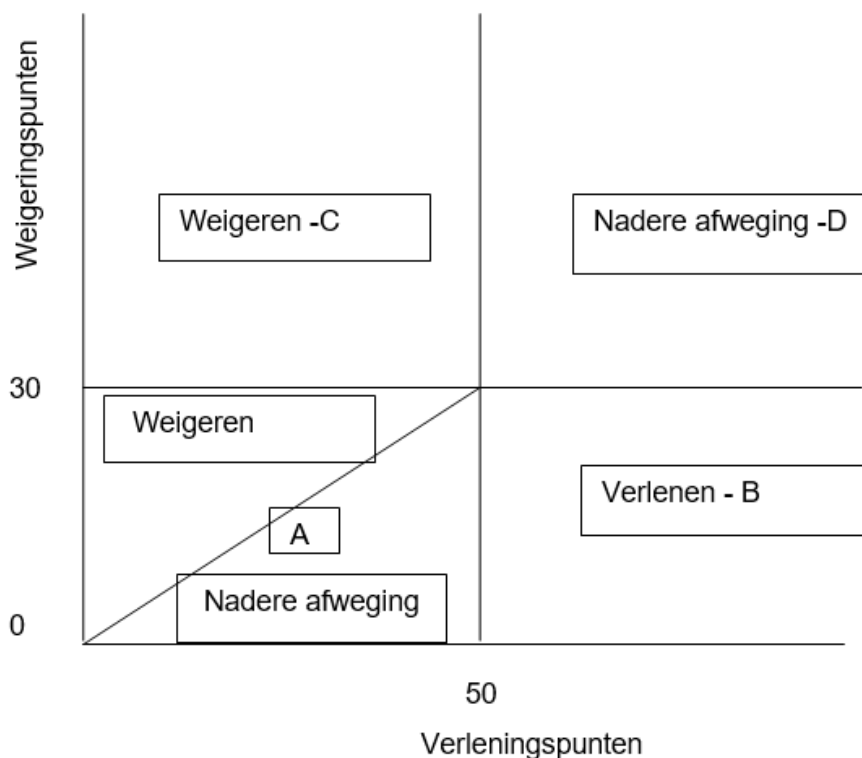 Weigeringspunten
Weigeren -C
Nadere afweging -D
30
Weigeren
Verlenen - B
A
Nadere afweging
0
50
Verleningspunten